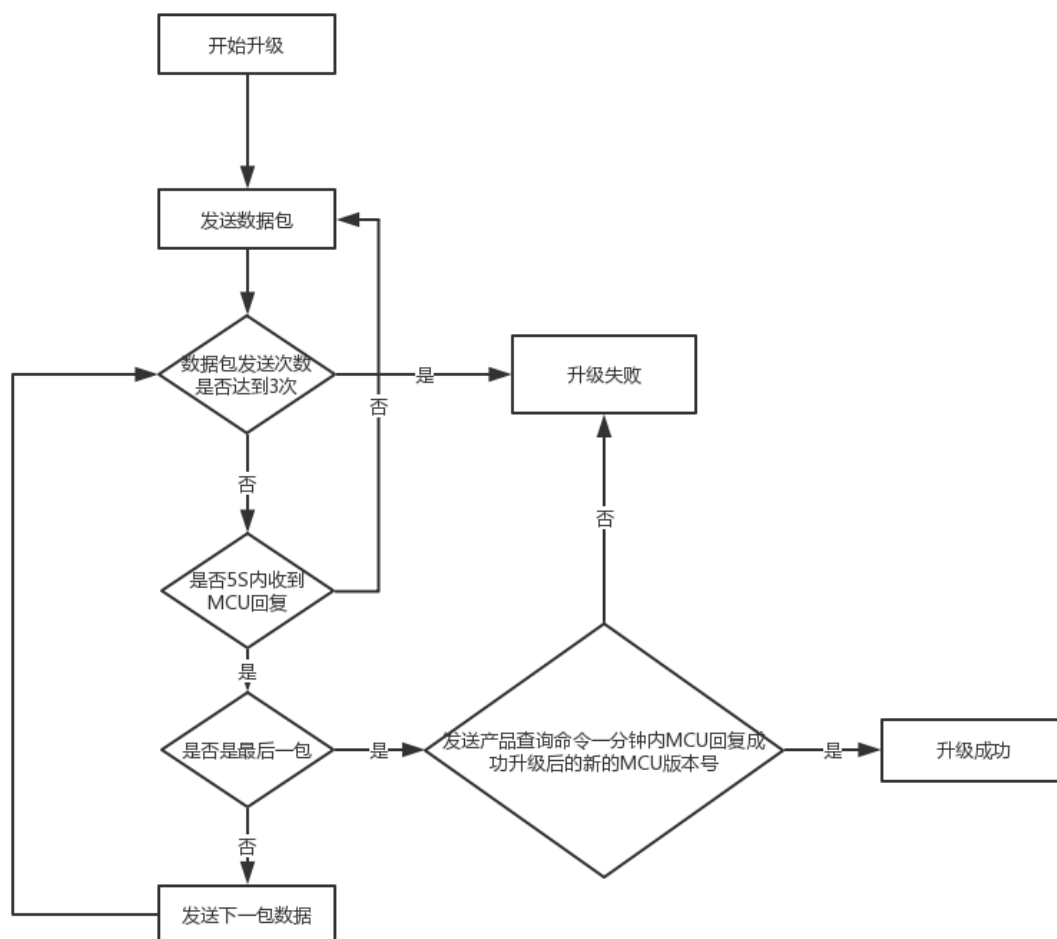 开始升级
发送数据包
数据包发送次数
是否达到3次
是
升级失败
否
否
否
是否5S内收到
MCU回复
是
是否是最后一包
是
发送产品查询命令一分钟内MCU回复成
功升级后的新的MCU版本号
是
升级成功
否
发送下一包数据